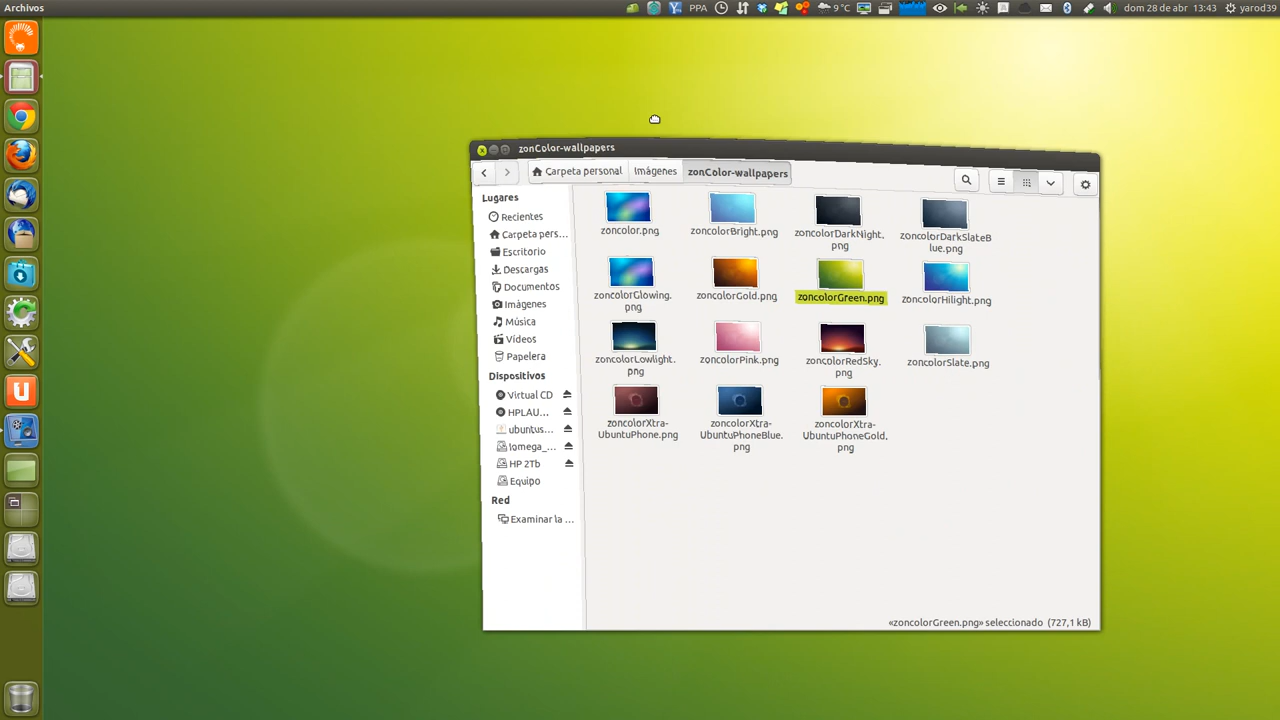 Archivos
PPA
9 °C
A
dom 28 de abr
13:43
yarod39
zonColor-wallpapers
Carpeta personal
Imágenes
zonColor-wallpapers
Lugares
Recientes
Carpeta pers...
Escritorio
Descargas
Documentos
Imágenes
Música
Vídeos
Papelera
Dispositivos
Virtual CD
HPLAU...
ubuntus...
Iomega_...
HP 2Tb
Equipo
Red
Examinar la ...
zoncolor.png
zoncolorBright.png
zoncolorDarkNight.
png
zoncolorDarkSlateB
lue.png
zoncolorGlowing.
png
zoncolorGold.png
zoncolorGreen.png
zoncolorHilight.png
zoncolorLowlight.
png
zoncolorPink.png
zoncolorRedSky.
png
zoncolorSlate.png
zoncolorXtra-
UbuntuPhone.png
zoncolorXtra-
UbuntuPhoneBlue.
png
zoncolorXtra-
UbuntuPhoneGold.
png
«zoncolorGreen.png» seleccionado (727,1 kB)